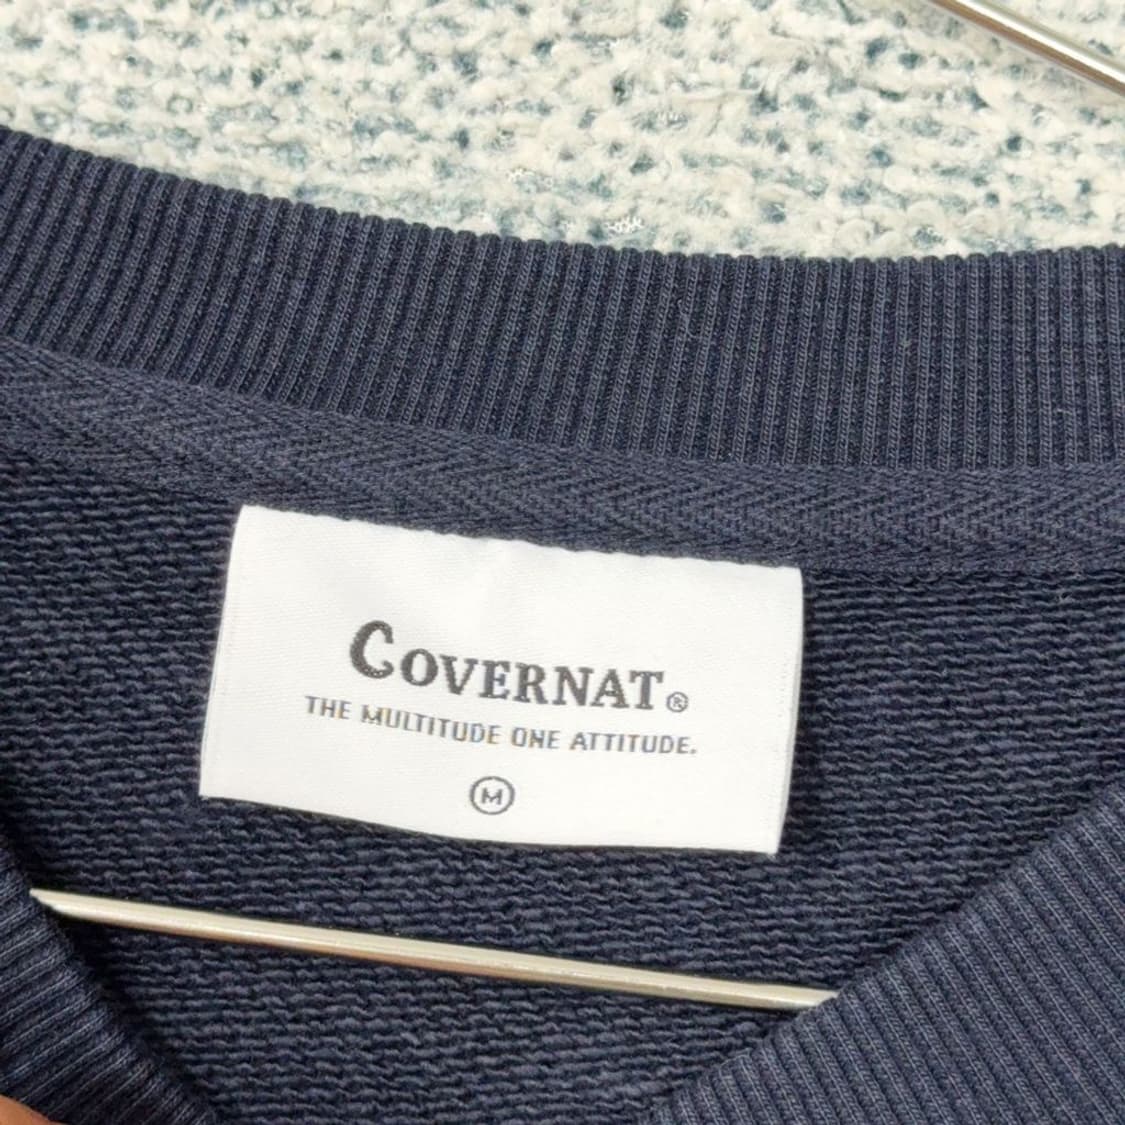 COVERNAT®
THE MULTITUDE ONE ATTITUDE.
M